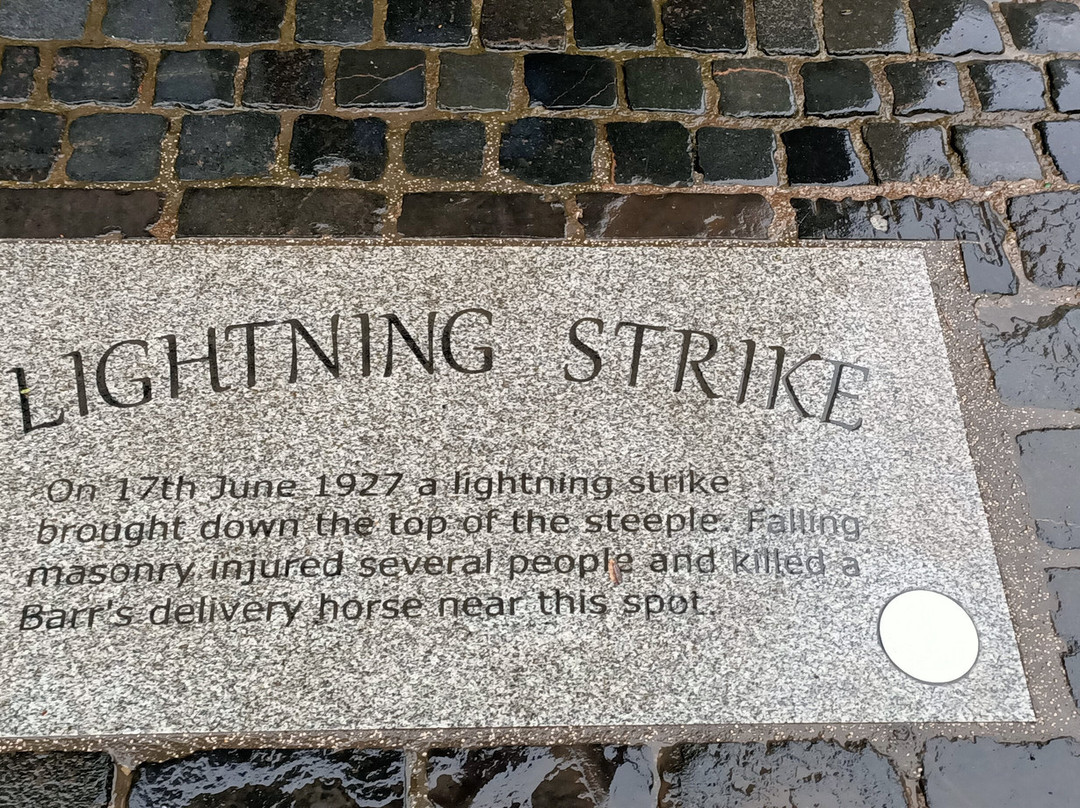 LIGHTNING STRIKE
On 17th June 1927 a lightning strike
brought down the top of the steeple. Falling
masonry injured several people and killed a
Barr's delivery horse near this spot.